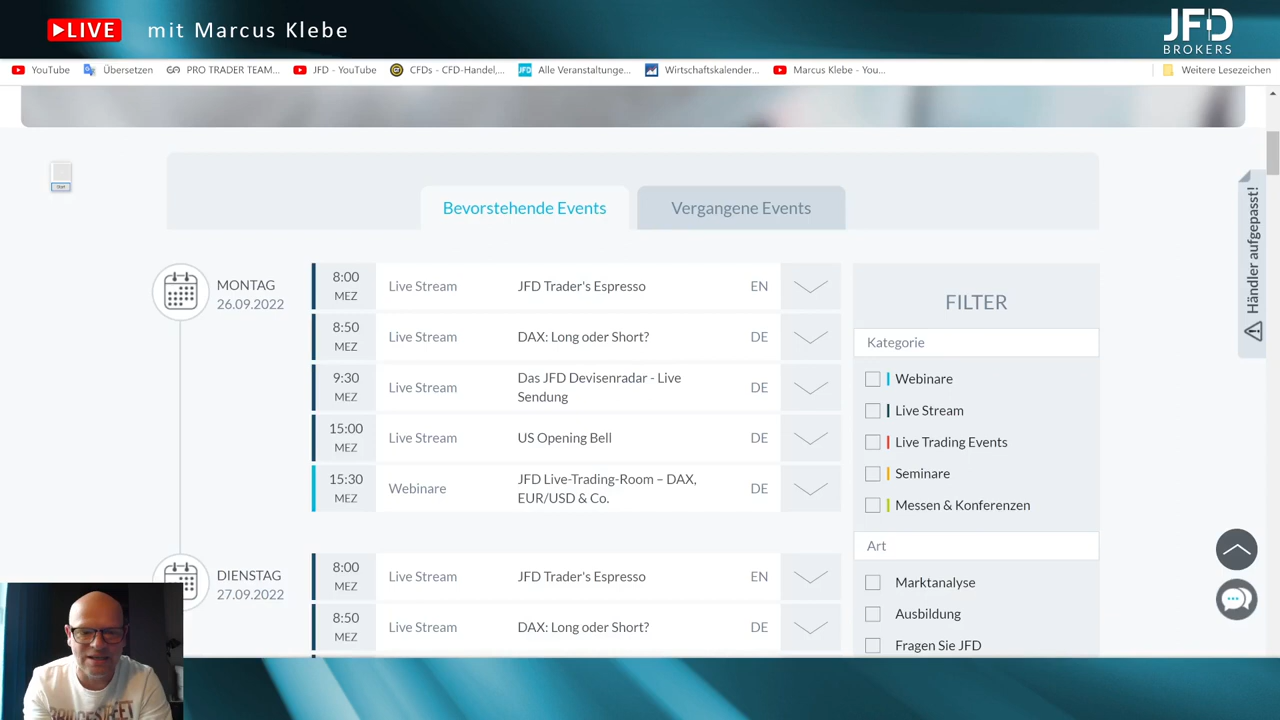 LIVE mit Marcus Klebe
JFD
BROKERS
YouTube Übersetzen PRO TRADER TEAM... JFD - YouTube CFDs - CFD-Handel,... Alle Veranstaltunge... Wirtschaftskalender... Marcus Klebe - You... Weitere Lesezeichen
Bevorstehende Events Vergangene Events
Händler aufgepasst!
MONTAG
26.09.2022
8:00 MEZ Live Stream JFD Trader's Espresso EN
8:50 MEZ Live Stream DAX: Long oder Short? DE
9:30 MEZ Live Stream Das JFD Devisenradar - Live
Sendung DE
15:00 MEZ Live Stream US Opening Bell DE
15:30 MEZ Webinare JFD Live-Trading-Room – DAX,
EUR/USD & Co. DE
DIENSTAG
27.09.2022
8:00 MEZ Live Stream JFD Trader's Espresso EN
8:50 MEZ Live Stream DAX: Long oder Short? DE
FILTER
Kategorie
Webinare
Live Stream
Live Trading Events
Seminare
Messen & Konferenzen
Art
Marktanalyse
Ausbildung
Fragen Sie JFD
BRIDGESTREET